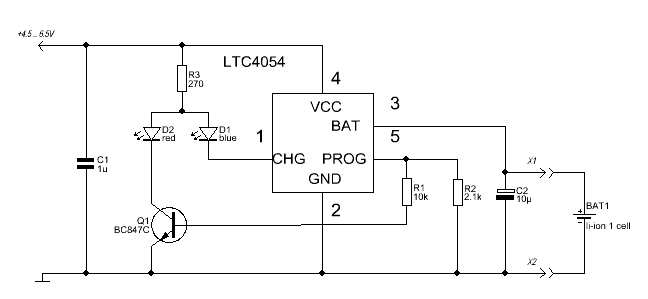 +4.5 ... 6.5V
LTC4054
R3
270
4
VCC
3
BAT
5
D2
red
D1
blue
1
CHG
PROG
GND
C1
1u
X1
R1
10k
R2
2.1k
C2
10µ
BAT1
li-ion 1 cell
2
Q1
BC847C
X2